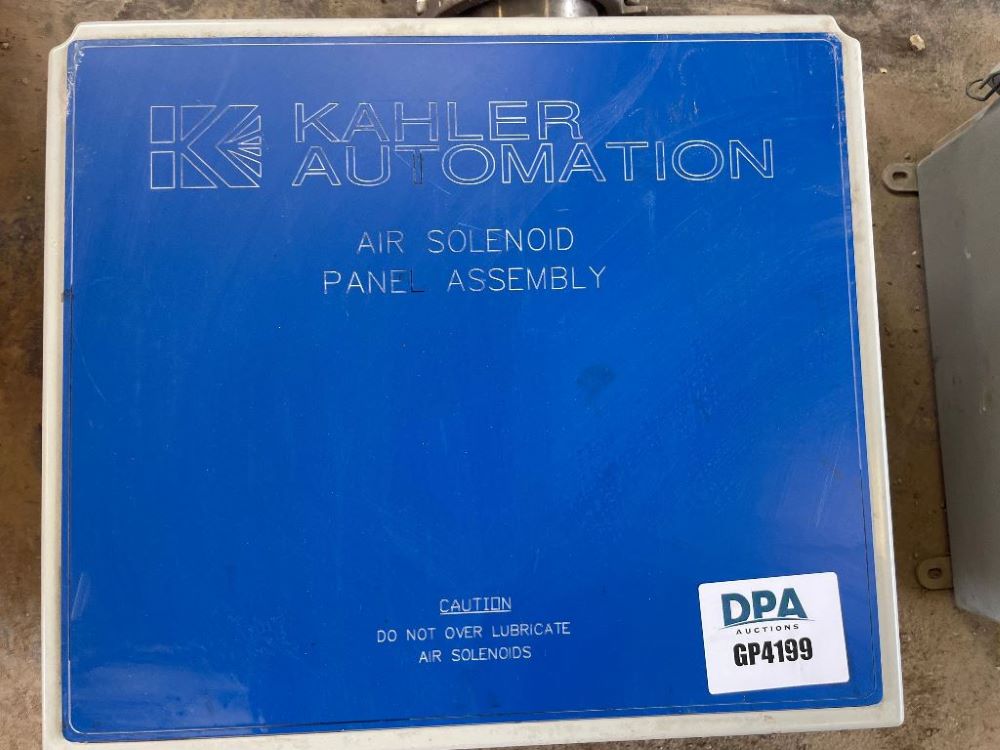 KAHLER
AUTOMATION
AIR SOLENOID
PANEL ASSEMBLY
CAUTION
DO NOT OVER LUBRICATE
AIR SOLENOIDS
DPA
AUCTIONS
GP4199